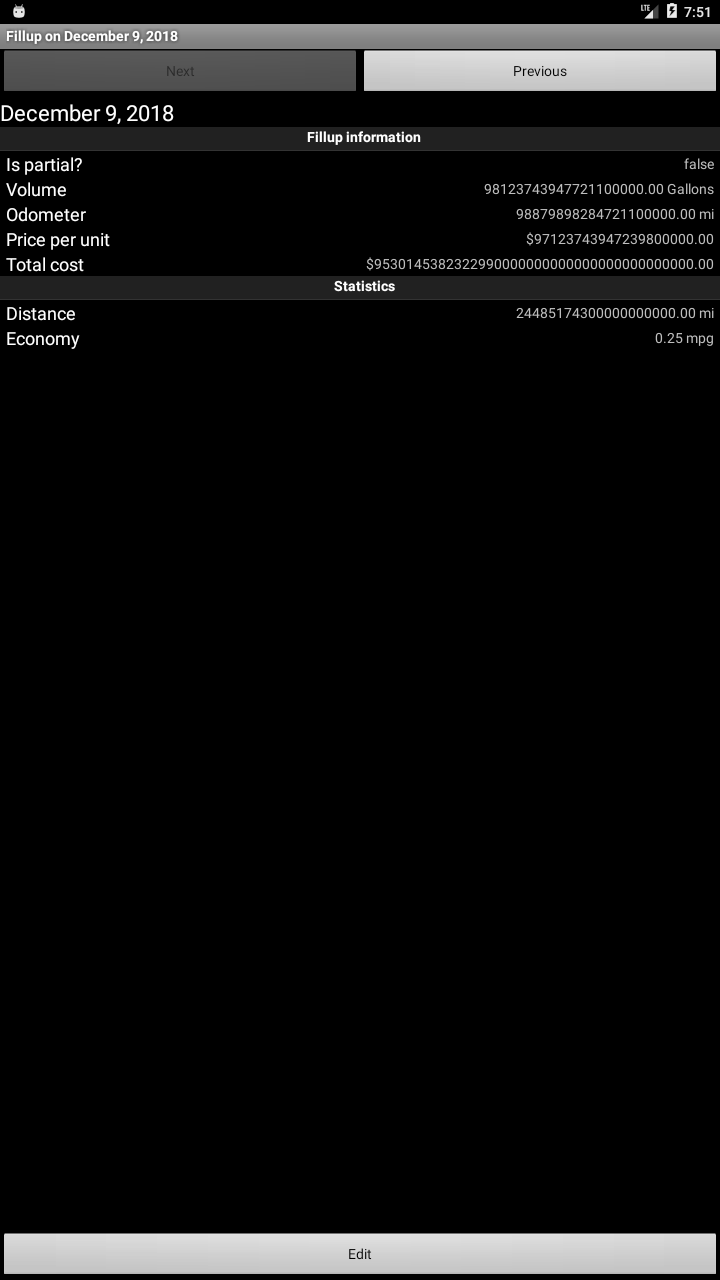 LTE 7:51
Fillup on December 9, 2018
Next Previous
December 9, 2018
Fillup information
Is partial? false
Volume 98123743947721100000.00 Gallons
Odometer 98879898284721100000.00 mi
Price per unit $97123743947239800000.00
Total cost $9530145382322990000000000000000000000000.00
Statistics
Distance 24485174300000000000.00 mi
Economy 0.25 mpg
Edit